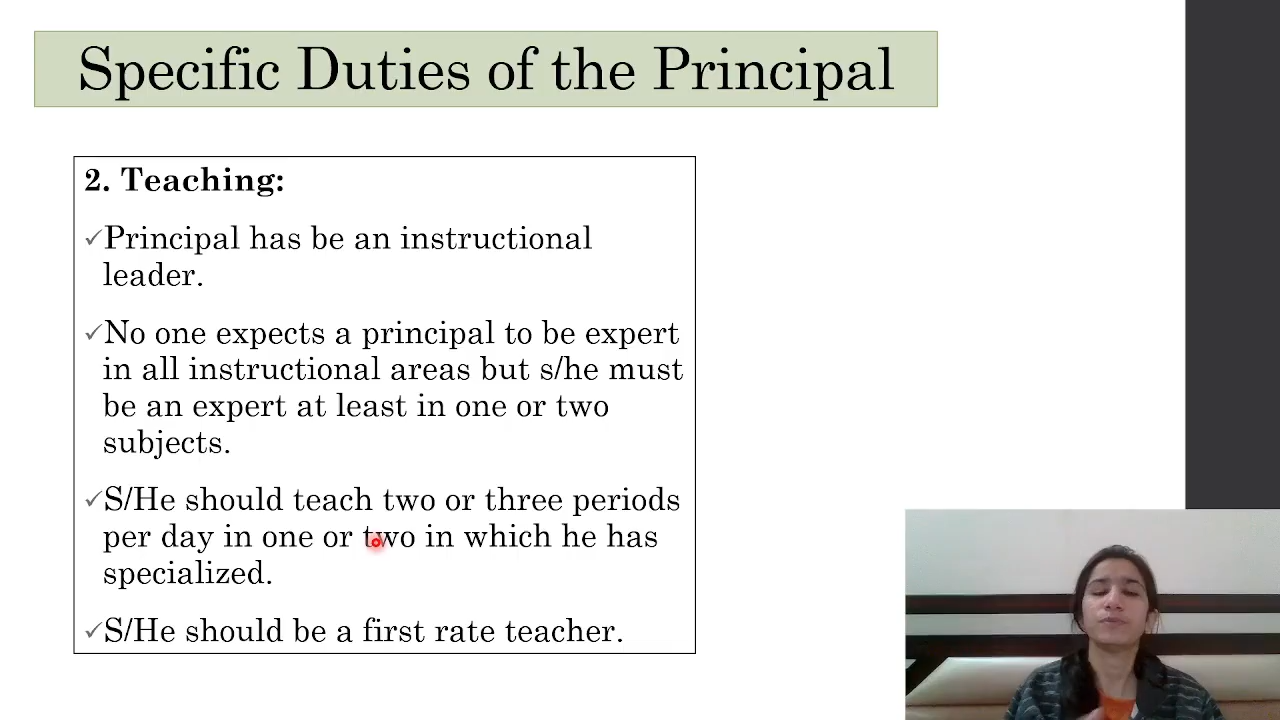 Specific Duties of the Principal
2. Teaching:
✓Principal has be an instructional
leader.
✓No one expects a principal to be expert
in all instructional areas but s/he must
be an expert at least in one or two
subjects.
✓S/He should teach two or three periods
per day in one or two in which he has
specialized.
✓S/He should be a first rate teacher.